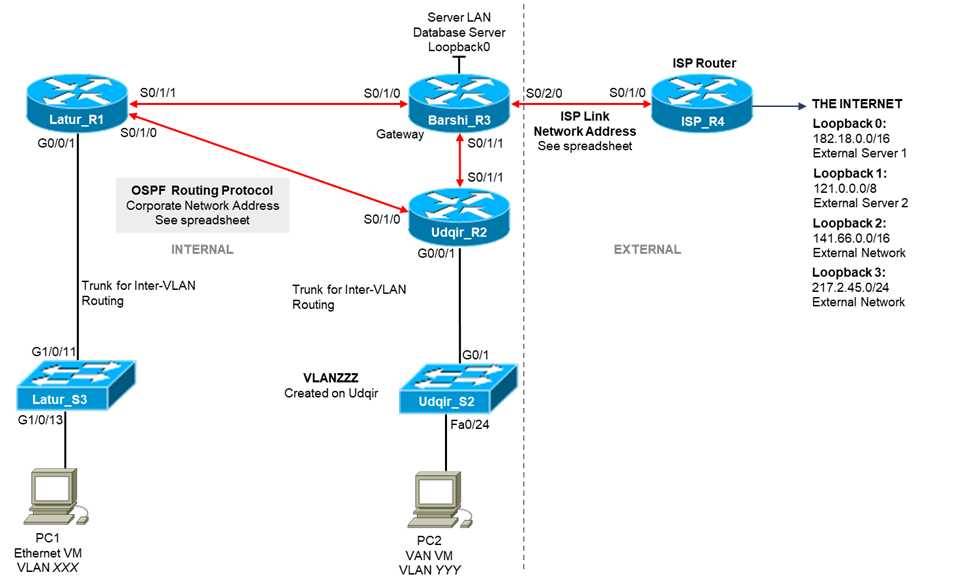 Server LAN
Database Server
Loopback0
ISP Router
S0/1/1
S0/1/0
S0/2/0
S0/1/0
THE INTERNET
Latur_R1
Barshi_R3
ISP_R4
ISP Link
Network Address
See spreadsheet
S0/1/0
Gateway
G0/0/1
S0/1/1
Loopback 0:
182.18.0.0/16
External Server 1
Loopback 1:
121.0.0.0/8
External Server 2
Loopback 2:
141.66.0.0/16
External Network
Loopback 3:
217.2.45.0/24
External Network
S0/1/1
OSPF Routing Protocol
Corporate Network Address
See spreadsheet
S0/1/0
Udqir_R2
G0/0/1
INTERNAL
EXTERNAL
Trunk for Inter-VLAN
Routing
Trunk for Inter-VLAN
Routing
G1/0/11
G0/1
VLANZZZ
Created on Udqir
Latur_S3
Udqir_S2
G1/0/13
Fa0/24
PC1
Ethernet VM
VLAN XXX
PC2
VAN VM
VLAN YYY